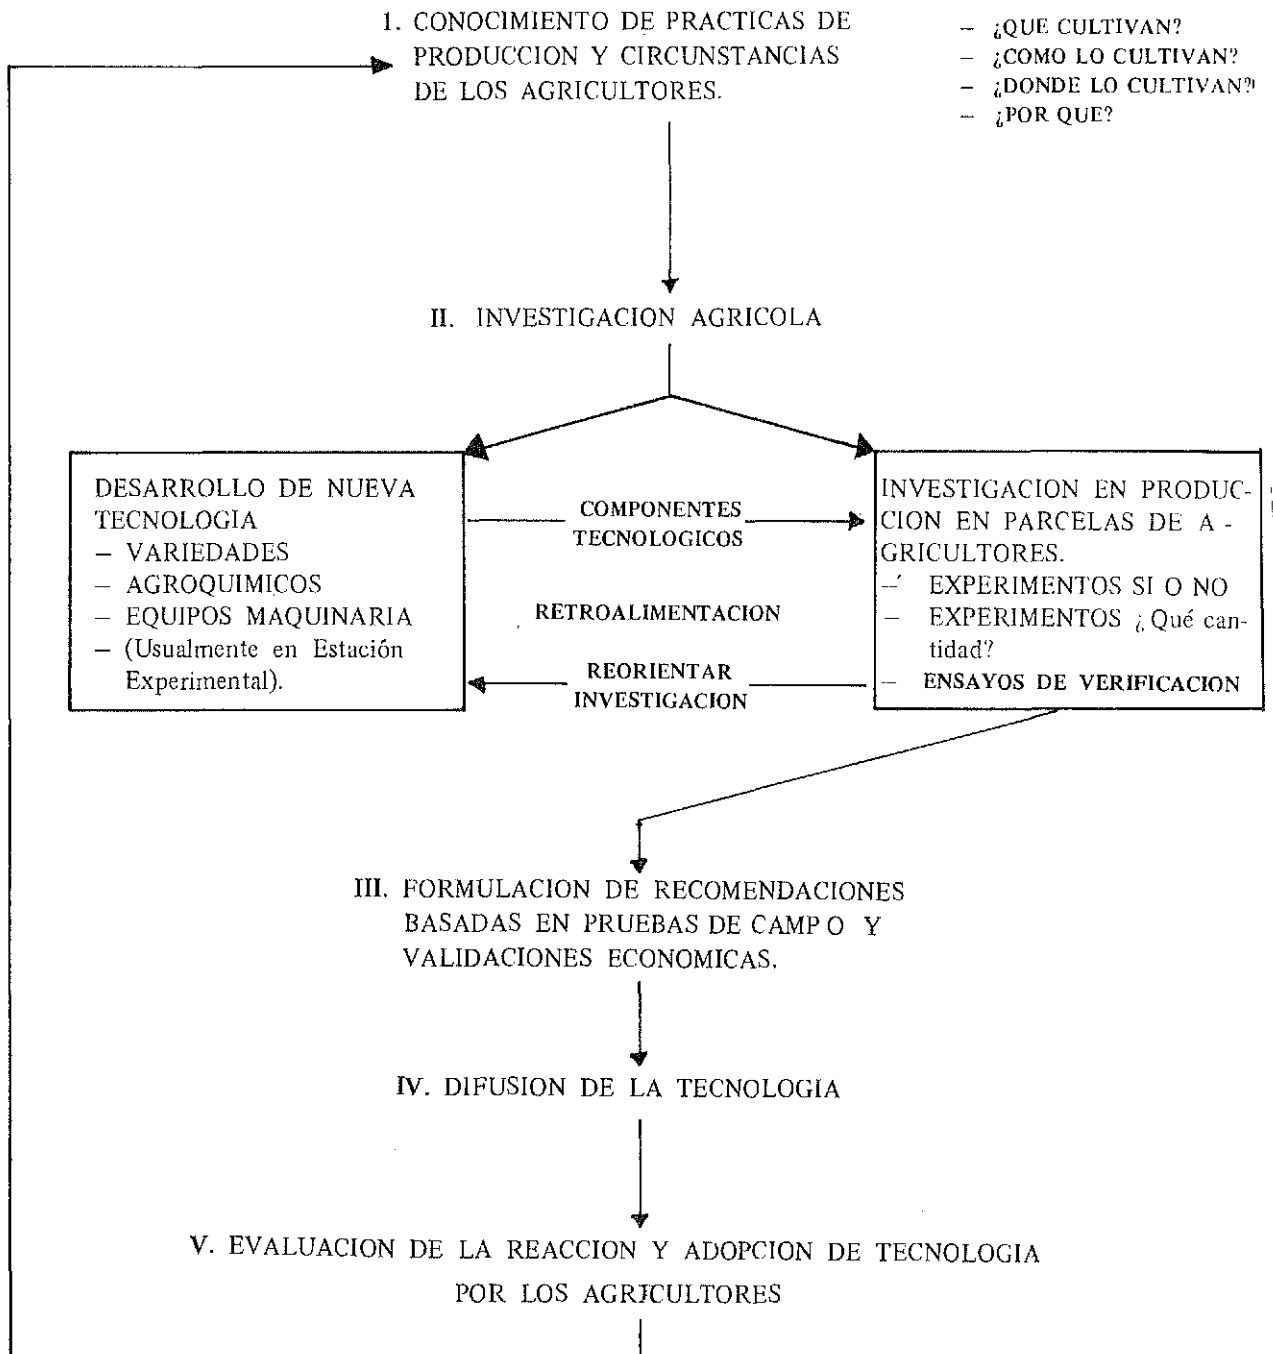 1. CONOCIMIENTO DE PRACTICAS DE
PRODUCCION Y CIRCUNSTANCIAS
DE LOS AGRICULTORES.
– ¿QUE CULTIVAN?
– ¿COMO LO CULTIVAN?
– ¿DONDE LO CULTIVAN?
– ¿POR QUE?
II. INVESTIGACION AGRICOLA
DESARROLLO DE NUEVA
TECNOLOGIA
– VARIEDADES
– AGROQUIMICOS
– EQUIPOS MAQUINARIA
– (Usualmente en Estación
Experimental).
COMPONENTES
TECNOLOGICOS
RETROALIMENTACION
REORIENTAR
INVESTIGACION
INVESTIGACION EN PRODUC-
CION EN PARCELAS DE A -
GRICULTORES.
– EXPERIMENTOS SI O NO
– EXPERIMENTOS ¿Qué can-
tidad?
– ENSAYOS DE VERIFICACION
III. FORMULACION DE RECOMENDACIONES
BASADAS EN PRUEBAS DE CAMPO Y
VALIDACIONES ECONOMICAS.
IV. DIFUSION DE LA TECNOLOGIA
V. EVALUACION DE LA REACCION Y ADOPCION DE TECNOLOGIA
POR LOS AGRICULTORES